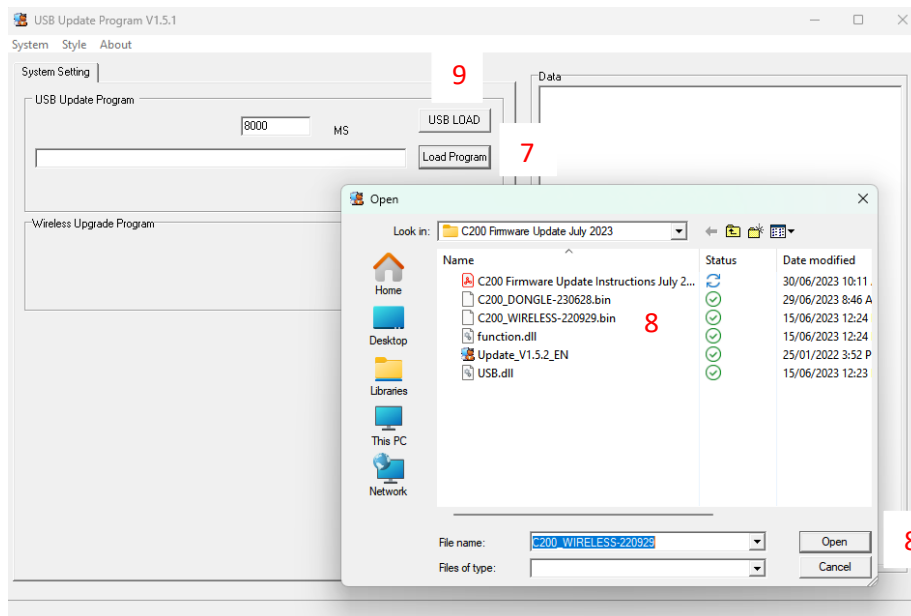 USB Update Program V1.5.1
System Style About
System Setting
9
Data
USB Update Program
8000 MS USB LOAD
Load Program 7
Open
Wireless Upgrade Program
Look in: C200 Firmware Update July 2023
Name Status Date modified
C200 Firmware Update Instructions July 2... 30/06/2023 10:11
C200_DONGLE-230628.bin 29/06/2023 8:46 A
C200_WIRELESS-220929.bin 15/06/2023 12:24
8
function.dll 15/06/2023 12:24
Update_V1.5.2_EN 25/01/2022 3:52 P
USB.dll 15/06/2023 12:23
Home
Desktop
Libraries
This PC
Network
File name: C200_WIRELESS-220929 Open 8
Files of type: Cancel